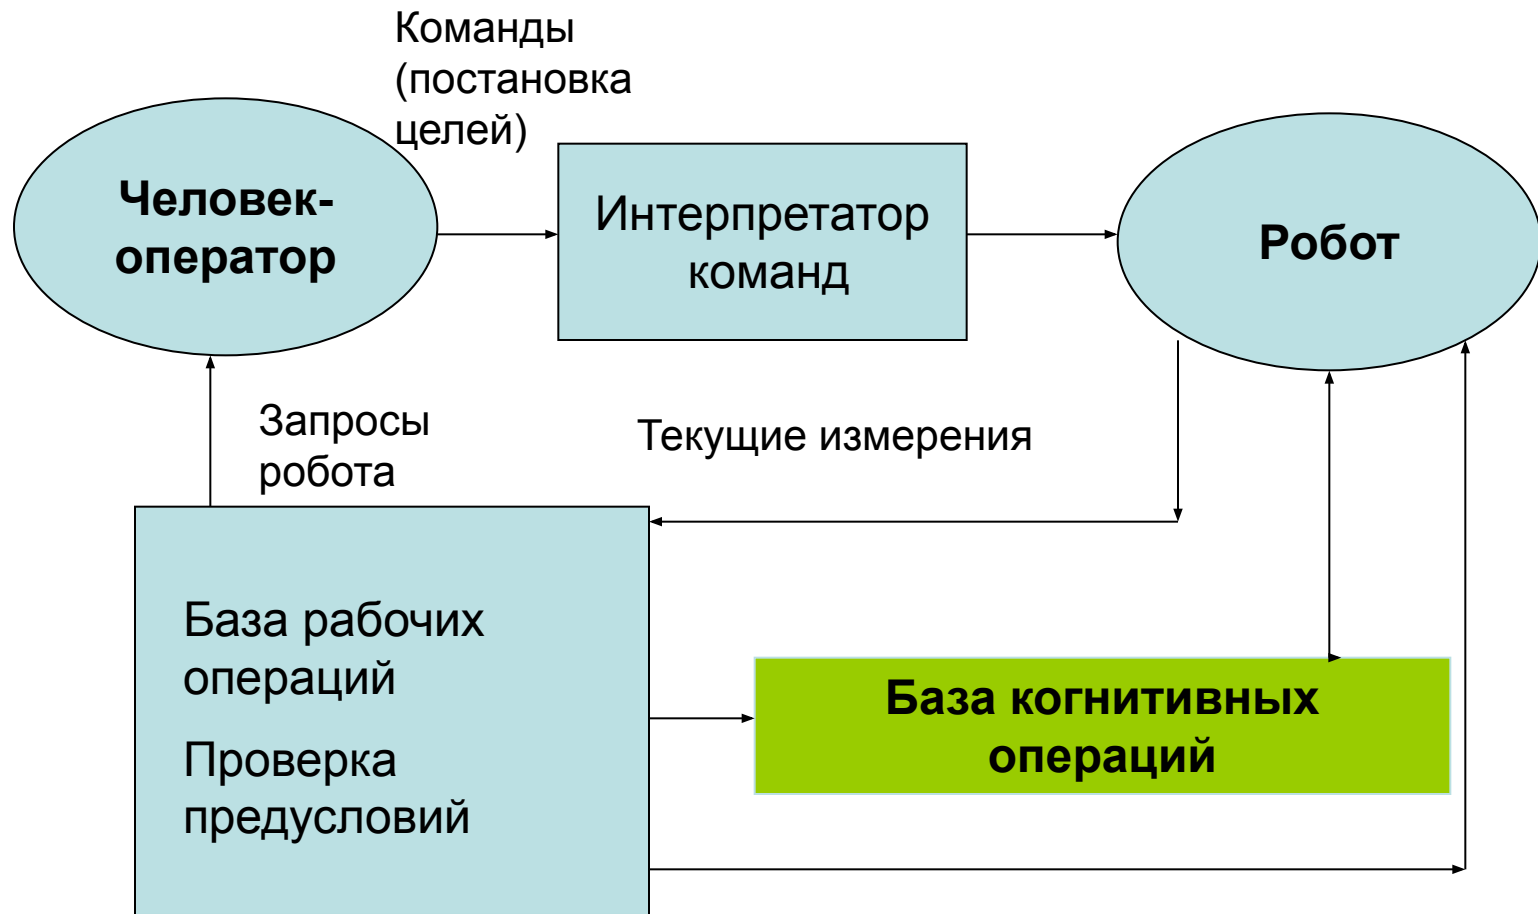 Команды
(постановка
целей)
Человек-
оператор
Интерпретатор
команд
Робот
Запросы
робота
Текущие измерения
База рабочих
операций
Проверка
предусловий
База когнитивных
операций